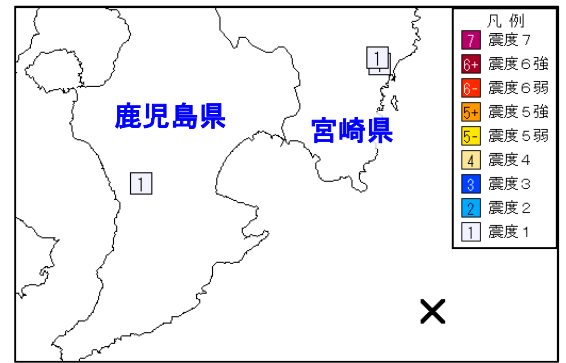 凡 例
7 震度7
6+ 震度6強
6- 震度6弱
5+ 震度5強
5- 震度5弱
4 震度4
3 震度3
2 震度2
1 震度1
1
鹿児島県
宮崎県
1